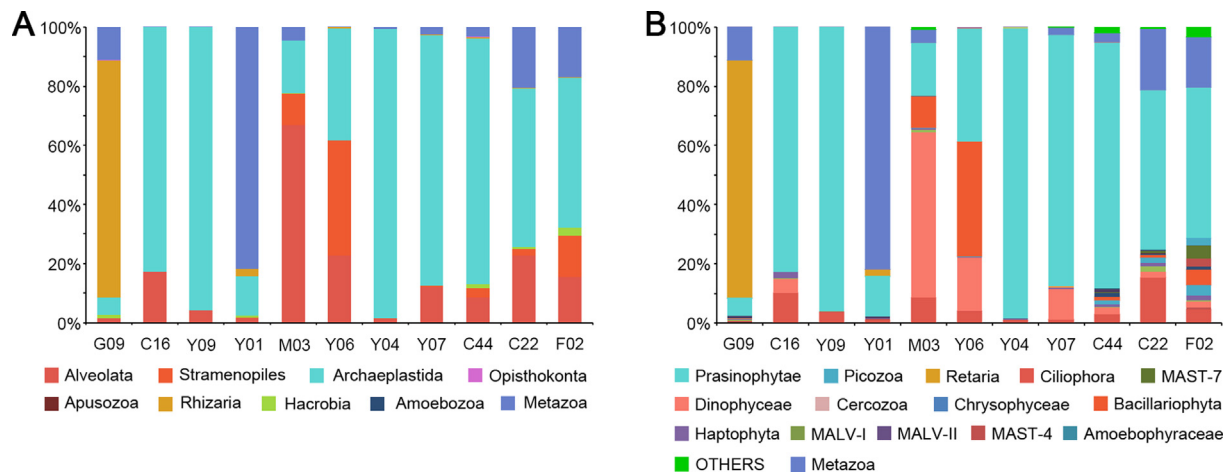 A
100%
80%
60%
40%
20%
0%
G09 C16 Y09 Y01 M03 Y06 Y04 Y07 C44 C22 F02
Alveolata Stramenopiles Archaeplastida Opisthokonta
Apusozoa Rhizaria Hacrobia Amoebozoa Metazoa
B
100%
80%
60%
40%
20%
0%
G09 C16 Y09 Y01 M03 Y06 Y04 Y07 C44 C22 F02
Prasinophytae Picozoa Retaria Ciliophora MAST-7
Dinophyceae Cercozoa Chrysophyceae Bacillariophyta
Haptophyta MALV-I MALV-II MAST-4 Amoebophyraceae
OTHERS Metazoa